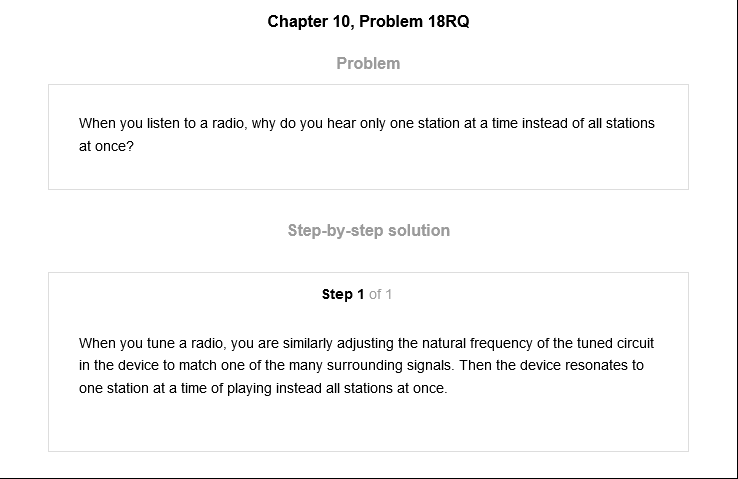 Chapter 10, Problem 18RQ
Problem
When you listen to a radio, why do you hear only one station at a time instead of all stations
at once?
Step-by-step solution
Step 1 of 1
When you tune a radio, you are similarly adjusting the natural frequency of the tuned circuit
in the device to match one of the many surrounding signals. Then the device resonates to
one station at a time of playing instead all stations at once.